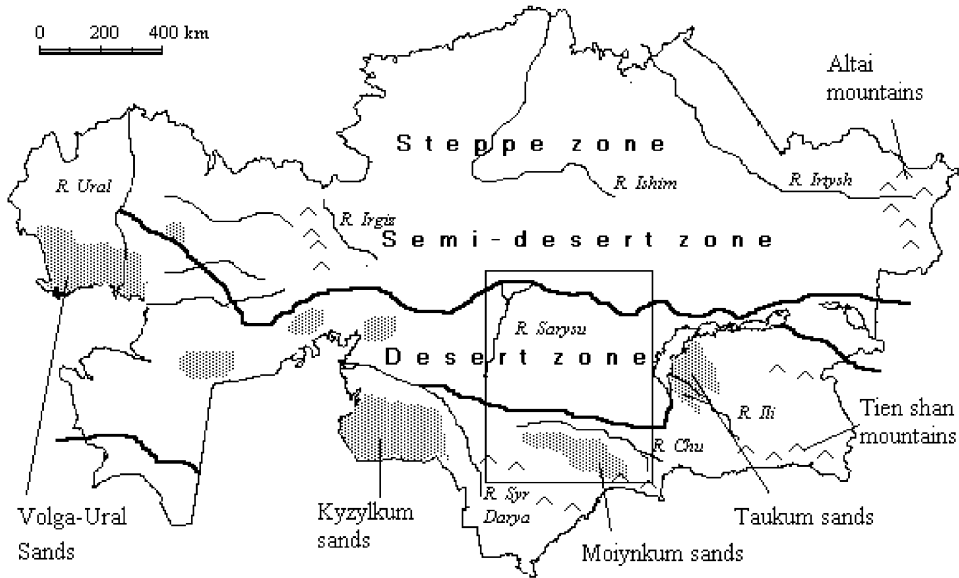 0 200 400 km
Altai
mountains
Steppe zone
R. Ural
R. Ishim
R. Irtysh
R. Irgiz
Semi-desert zone
R. Sarysu
Desert zone
R. Ili
Tien shan
mountains
R. Chu
R. Syr
Darya
Volga-Ural
Sands
Kyzylkum
sands
Moiynkum sands
Taukum sands